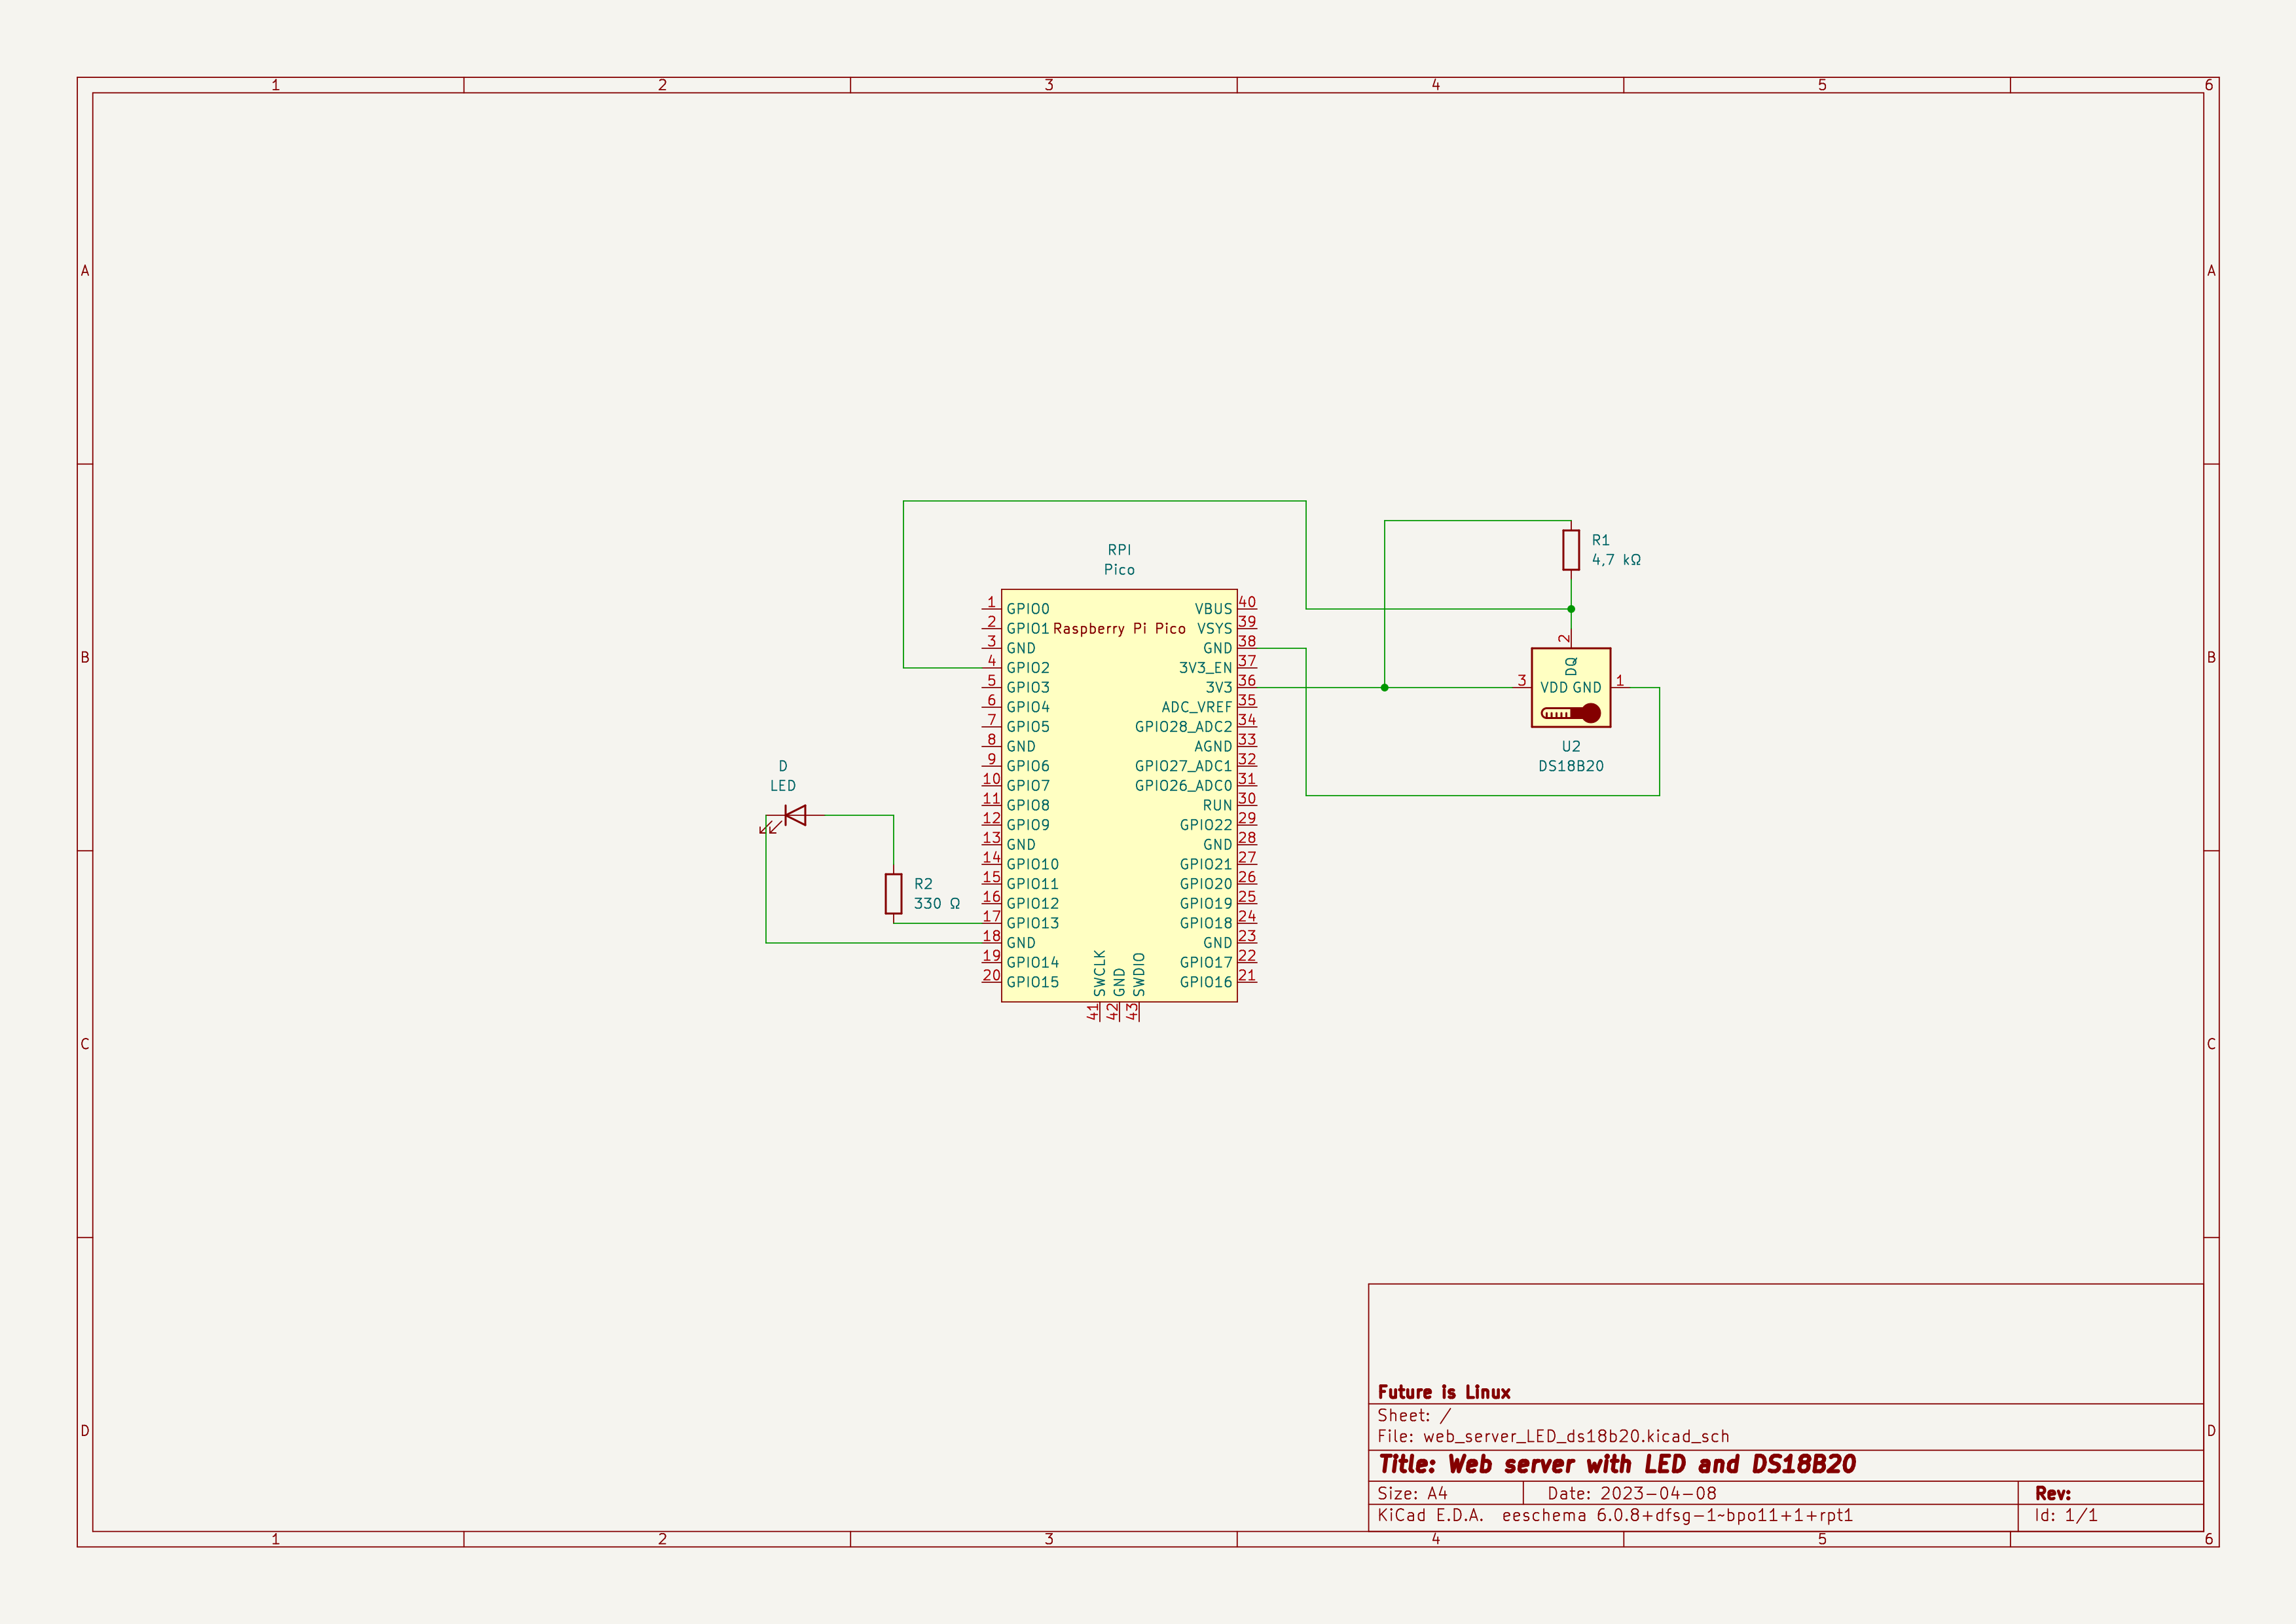 1 2 3 4 5 6
A A
RPI
Pico
R1
4,7 kΩ
Raspberry Pi Pico
1 GPIO0 VBUS 40
2 GPIO1 VSYS 39
3 GND GND 38
4 GPIO2 3V3_EN 37
5 GPIO3 3V3 36
6 GPIO4 ADC_VREF 35
7 GPIO5 GPIO28_ADC2 34
8 GND AGND 33
9 GPIO6 GPIO27_ADC1 32
10 GPIO7 GPIO26_ADC0 31
11 GPIO8 RUN 30
12 GPIO9 GPIO22 29
13 GND GND 28
14 GPIO10 GPIO21 27
15 GPIO11 GPIO20 26
16 GPIO12 GPIO19 25
17 GPIO13 GPIO18 24
18 GND GND 23
19 GPIO14 GPIO17 22
20 GPIO15 GPIO16 21
SWCLK GND SWDIO
41 42 43
2
DQ
3 VDD GND 1
U2
DS18B20
B B
D
LED
R2
330 Ω
C C
D D
Future is Linux
Sheet: /
File: web_server_LED_ds18b20.kicad_sch
Title: Web server with LED and DS18B20
Size: A4 Date: 2023-04-08 Rev:
KiCad E.D.A. eeschema 6.0.8+dfsg-1~bpo11+1+rpt1 Id: 1/1
1 2 3 4 5 6